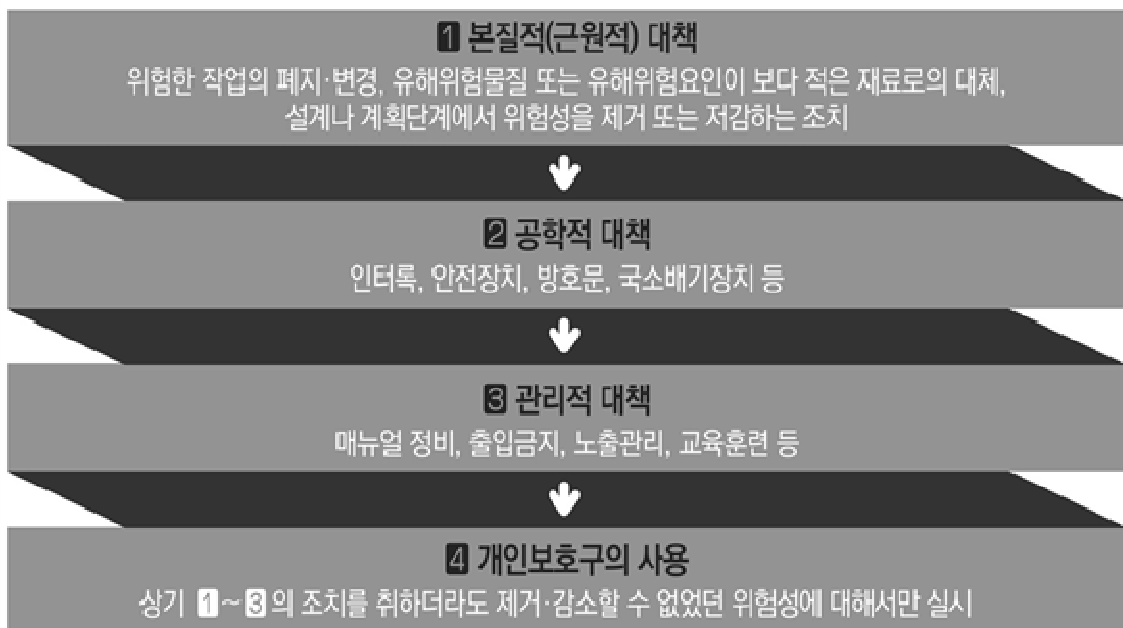 1 본질적(근원적) 대책
위험한 작업의 폐지·변경, 유해위험물질 또는 유해위험요인이 보다 적은 재료로의 대체,
설계나 계획단계에서 위험성을 제거 또는 저감하는 조치
2 공학적 대책
인터록, 안전장치, 방호문, 국소배기장치 등
3 관리적 대책
매뉴얼 정비, 출입금지, 노출관리, 교육훈련 등
4 개인보호구의 사용
상기 1~3의 조치를 취하더라도 제거·감소할 수 없었던 위험성에 대해서만 실시